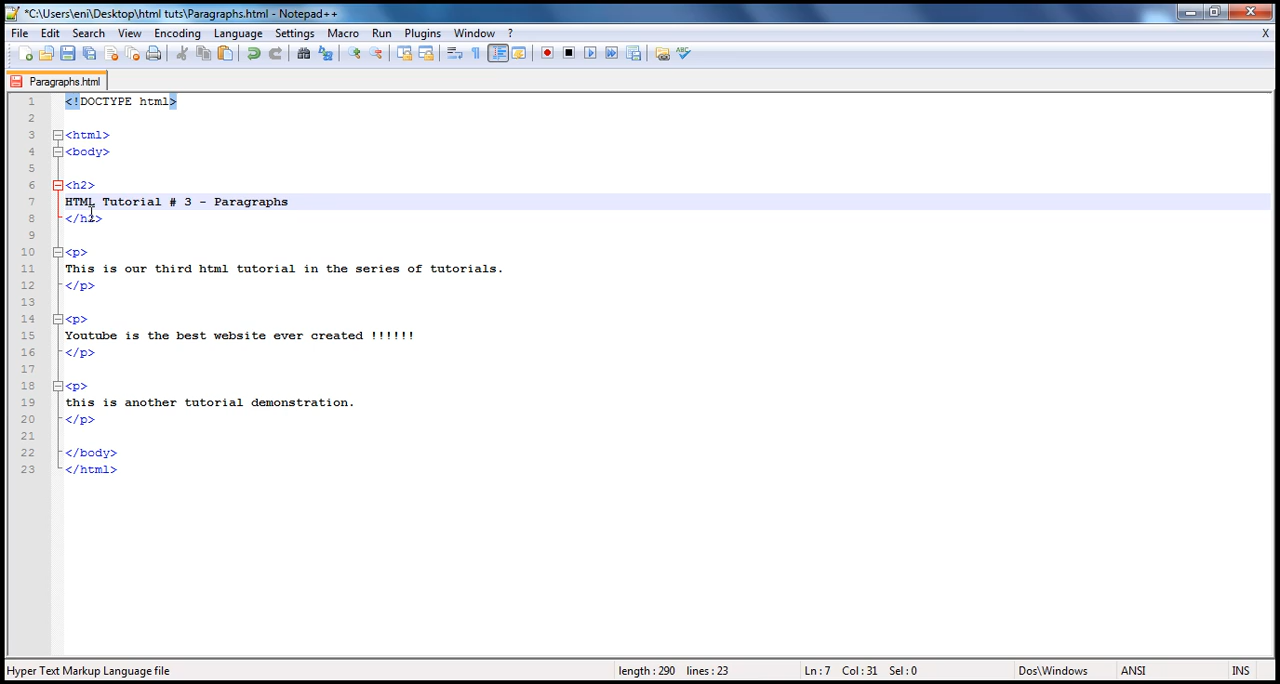 *C:\Users\eni\Desktop\html tuts\Paragraphs.html - Notepad++
File Edit Search View Encoding Language Settings Macro Run Plugins Window ? X
Paragraphs.html
1 <!DOCTYPE html>
2
3 <html>
4 <body>
5
6 <h2>
7 HTML Tutorial # 3 - Paragraphs
8 </h2>
9
10 <p>
11 This is our third html tutorial in the series of tutorials.
12 </p>
13
14 <p>
15 Youtube is the best website ever created !!!!!!
16 </p>
17
18 <p>
19 this is another tutorial demonstration.
20 </p>
21
22 </body>
23 </html>
Hyper Text Markup Language file length : 290 lines : 23 Ln : 7 Col : 31 Sel : 0 Dos\Windows ANSI INS